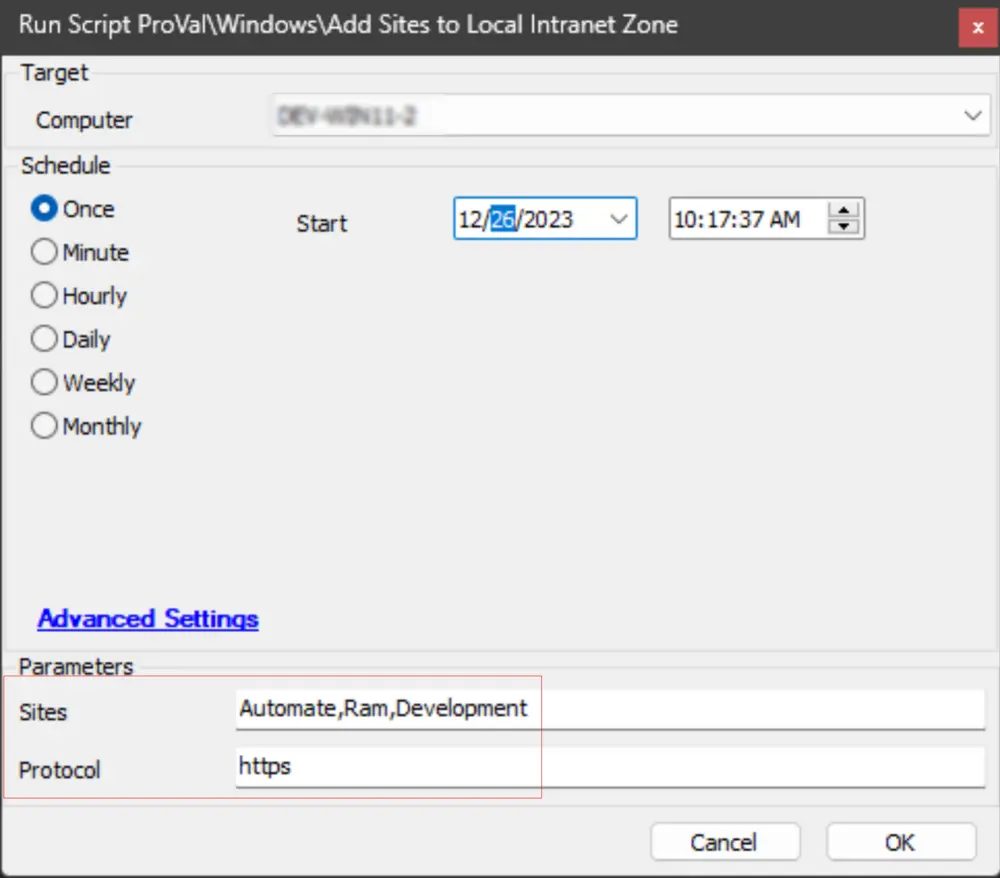 Run Script ProVal\Windows\Add Sites to Local Intranet Zone
x
Target
Computer
Schedule
Once
Start
12/26/2023
10:17:37 AM
Minute
Hourly
Daily
Weekly
Monthly
Advanced Settings
Parameters
Sites
Automate,Ram,Development
Protocol
https
Cancel
OK